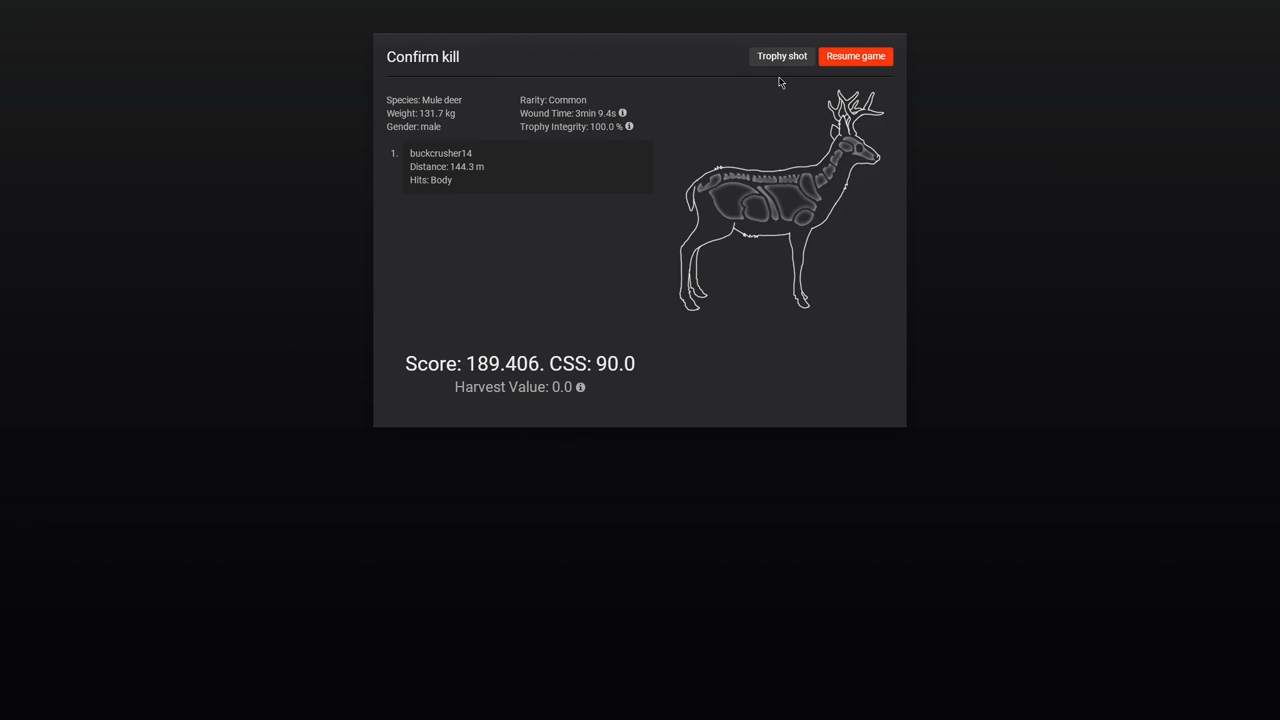 Confirm kill
Trophy shot
Resume game
Species: Mule deer
Weight: 131.7 kg
Gender: male
Rarity: Common
Wound Time: 3min 9.4s
Trophy Integrity: 100.0 %
1.
buckcrusher14
Distance: 144.3 m
Hits: Body
Score: 189.406. CSS: 90.0
Harvest Value: 0.0